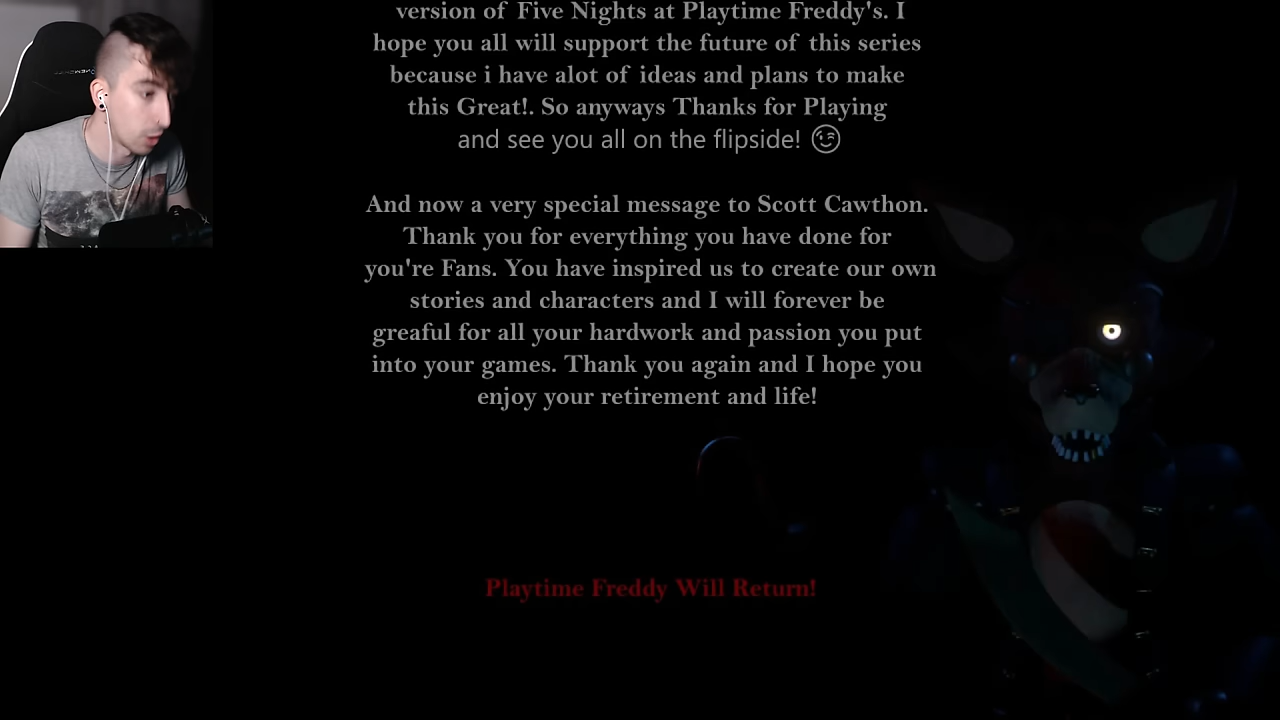 version of Five Nights at Playtime Freddy's. I
hope you all will support the future of this series
because i have alot of ideas and plans to make
this Great!. So anyways Thanks for Playing
and see you all on the flipside! 😉
And now a very special message to Scott Cawthon.
Thank you for everything you have done for
you're Fans. You have inspired us to create our own
stories and characters and I will forever be
greaful for all your hardwork and passion you put
into your games. Thank you again and I hope you
enjoy your retirement and life!
Playtime Freddy Will Return!